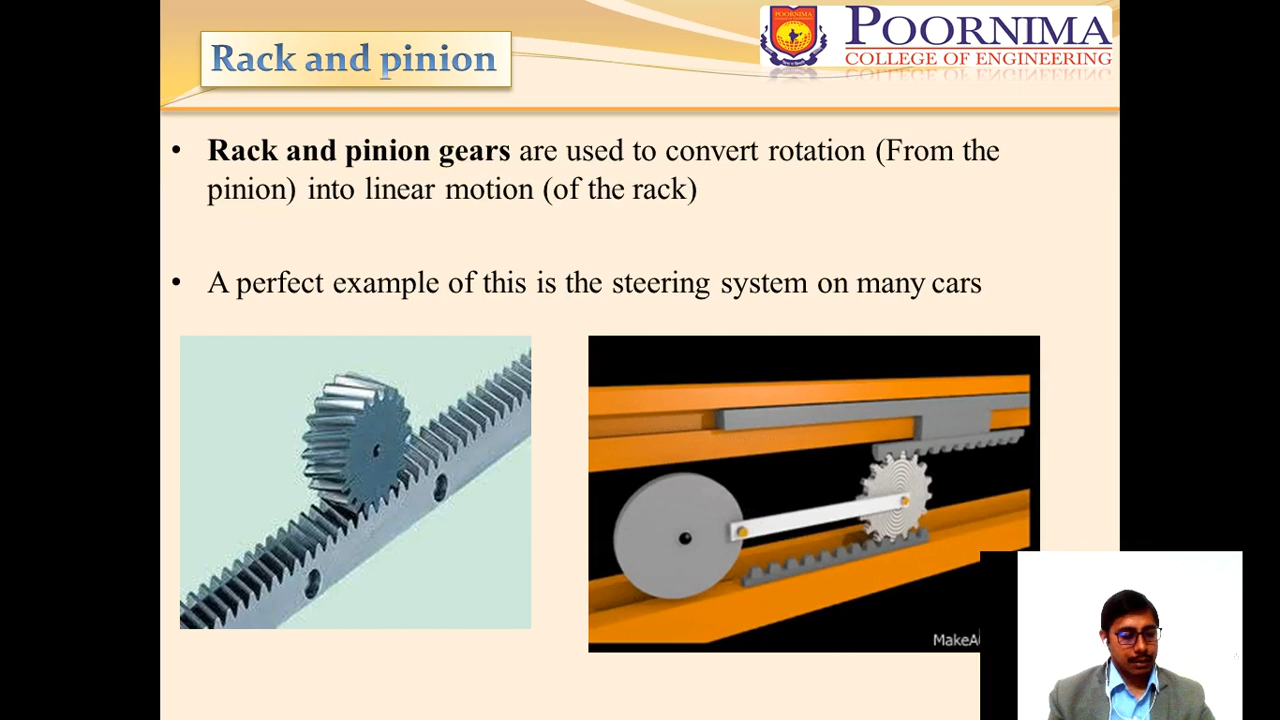 Rack and pinion
POORNIMA
COLLEGE OF ENGINEERING
• Rack and pinion gears are used to convert rotation (From the
pinion) into linear motion (of the rack)
• A perfect example of this is the steering system on many cars